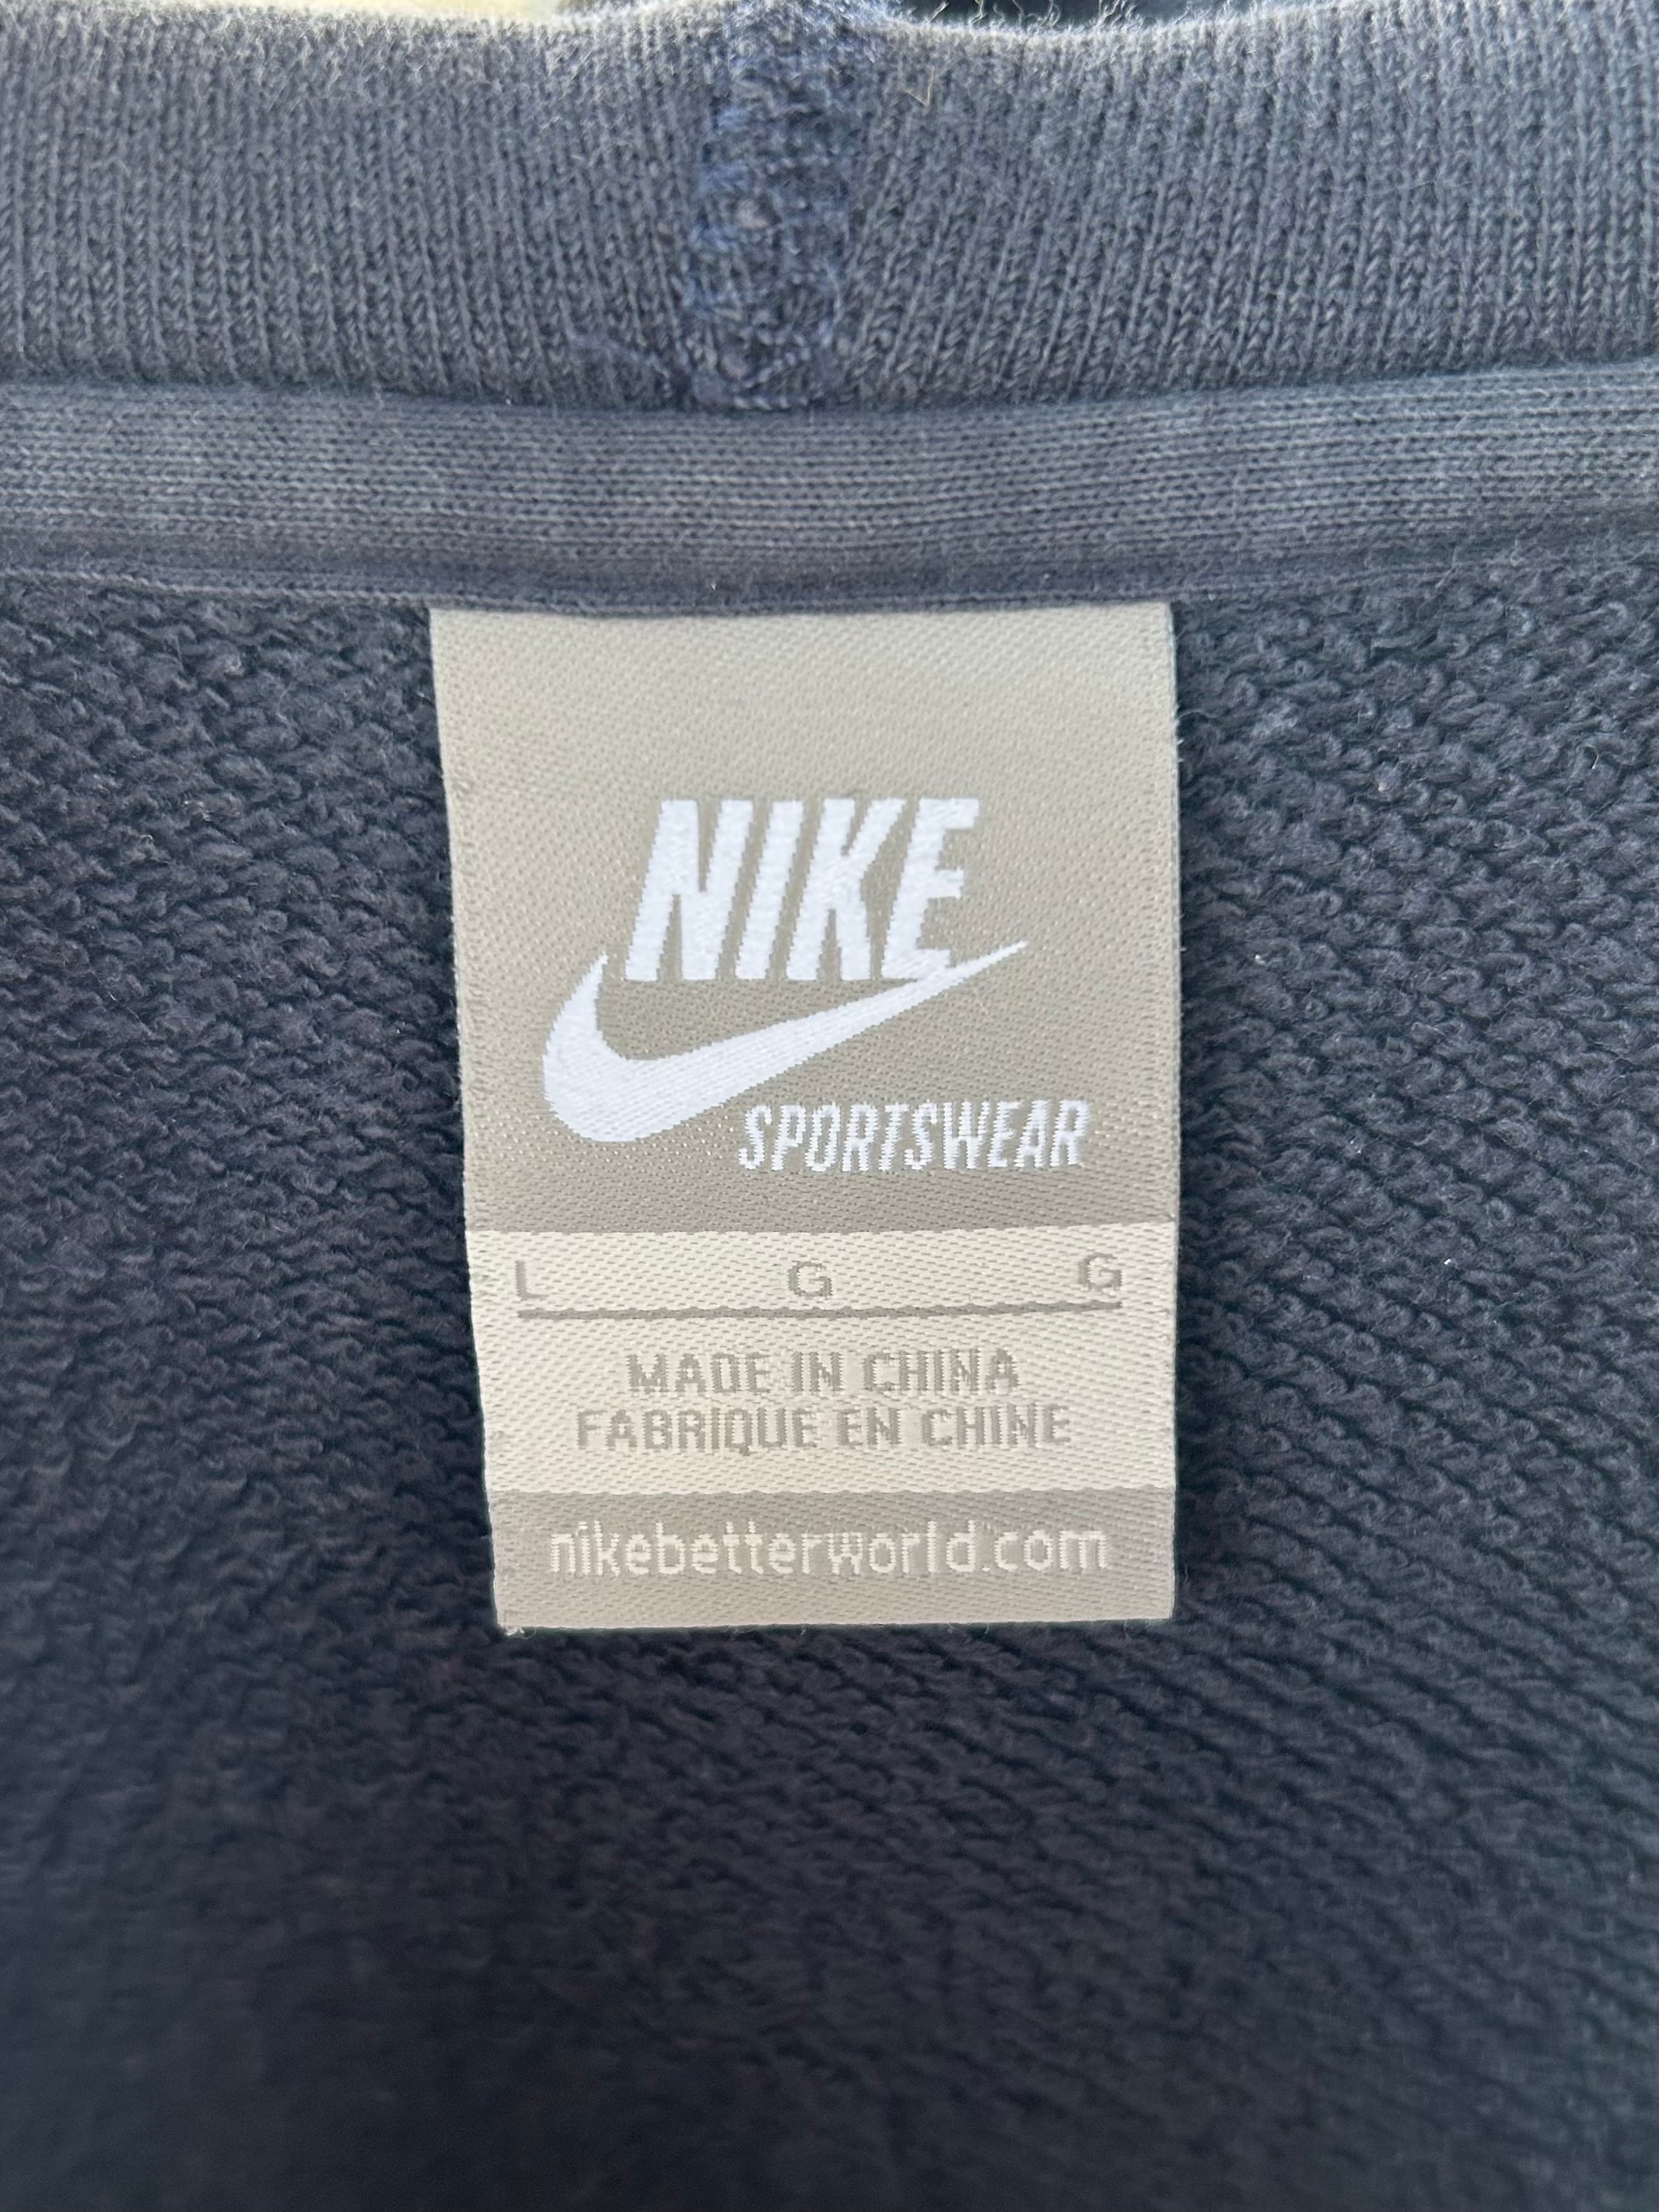 NIKE
SPORTSWEAR
L G G
MADE IN CHINA
FABRIQUE EN CHINE
nikebetterworld.com